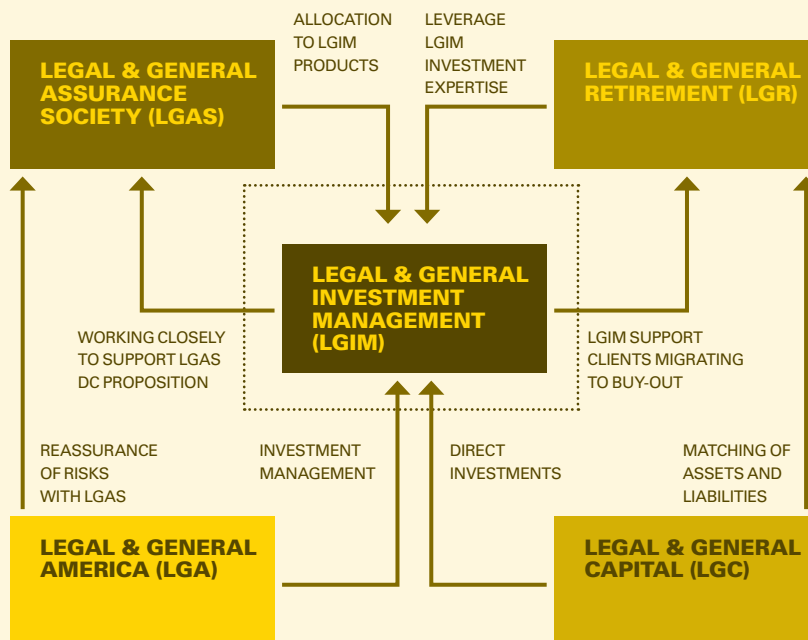 ALLOCATION
TO LGIM
PRODUCTS
LEVERAGE
LGIM
INVESTMENT
EXPERTISE
LEGAL & GENERAL
ASSURANCE
SOCIETY (LGAS)
LEGAL & GENERAL
RETIREMENT (LGR)
LEGAL & GENERAL
INVESTMENT
MANAGEMENT
(LGIM)
WORKING CLOSELY
TO SUPPORT LGAS
DC PROPOSITION
LGIM SUPPORT
CLIENTS MIGRATING
TO BUY-OUT
REASSURANCE
OF RISKS
WITH LGAS
INVESTMENT
MANAGEMENT
DIRECT
INVESTMENTS
MATCHING OF
ASSETS AND
LIABILITIES
LEGAL & GENERAL
AMERICA (LGA)
LEGAL & GENERAL
CAPITAL (LGC)